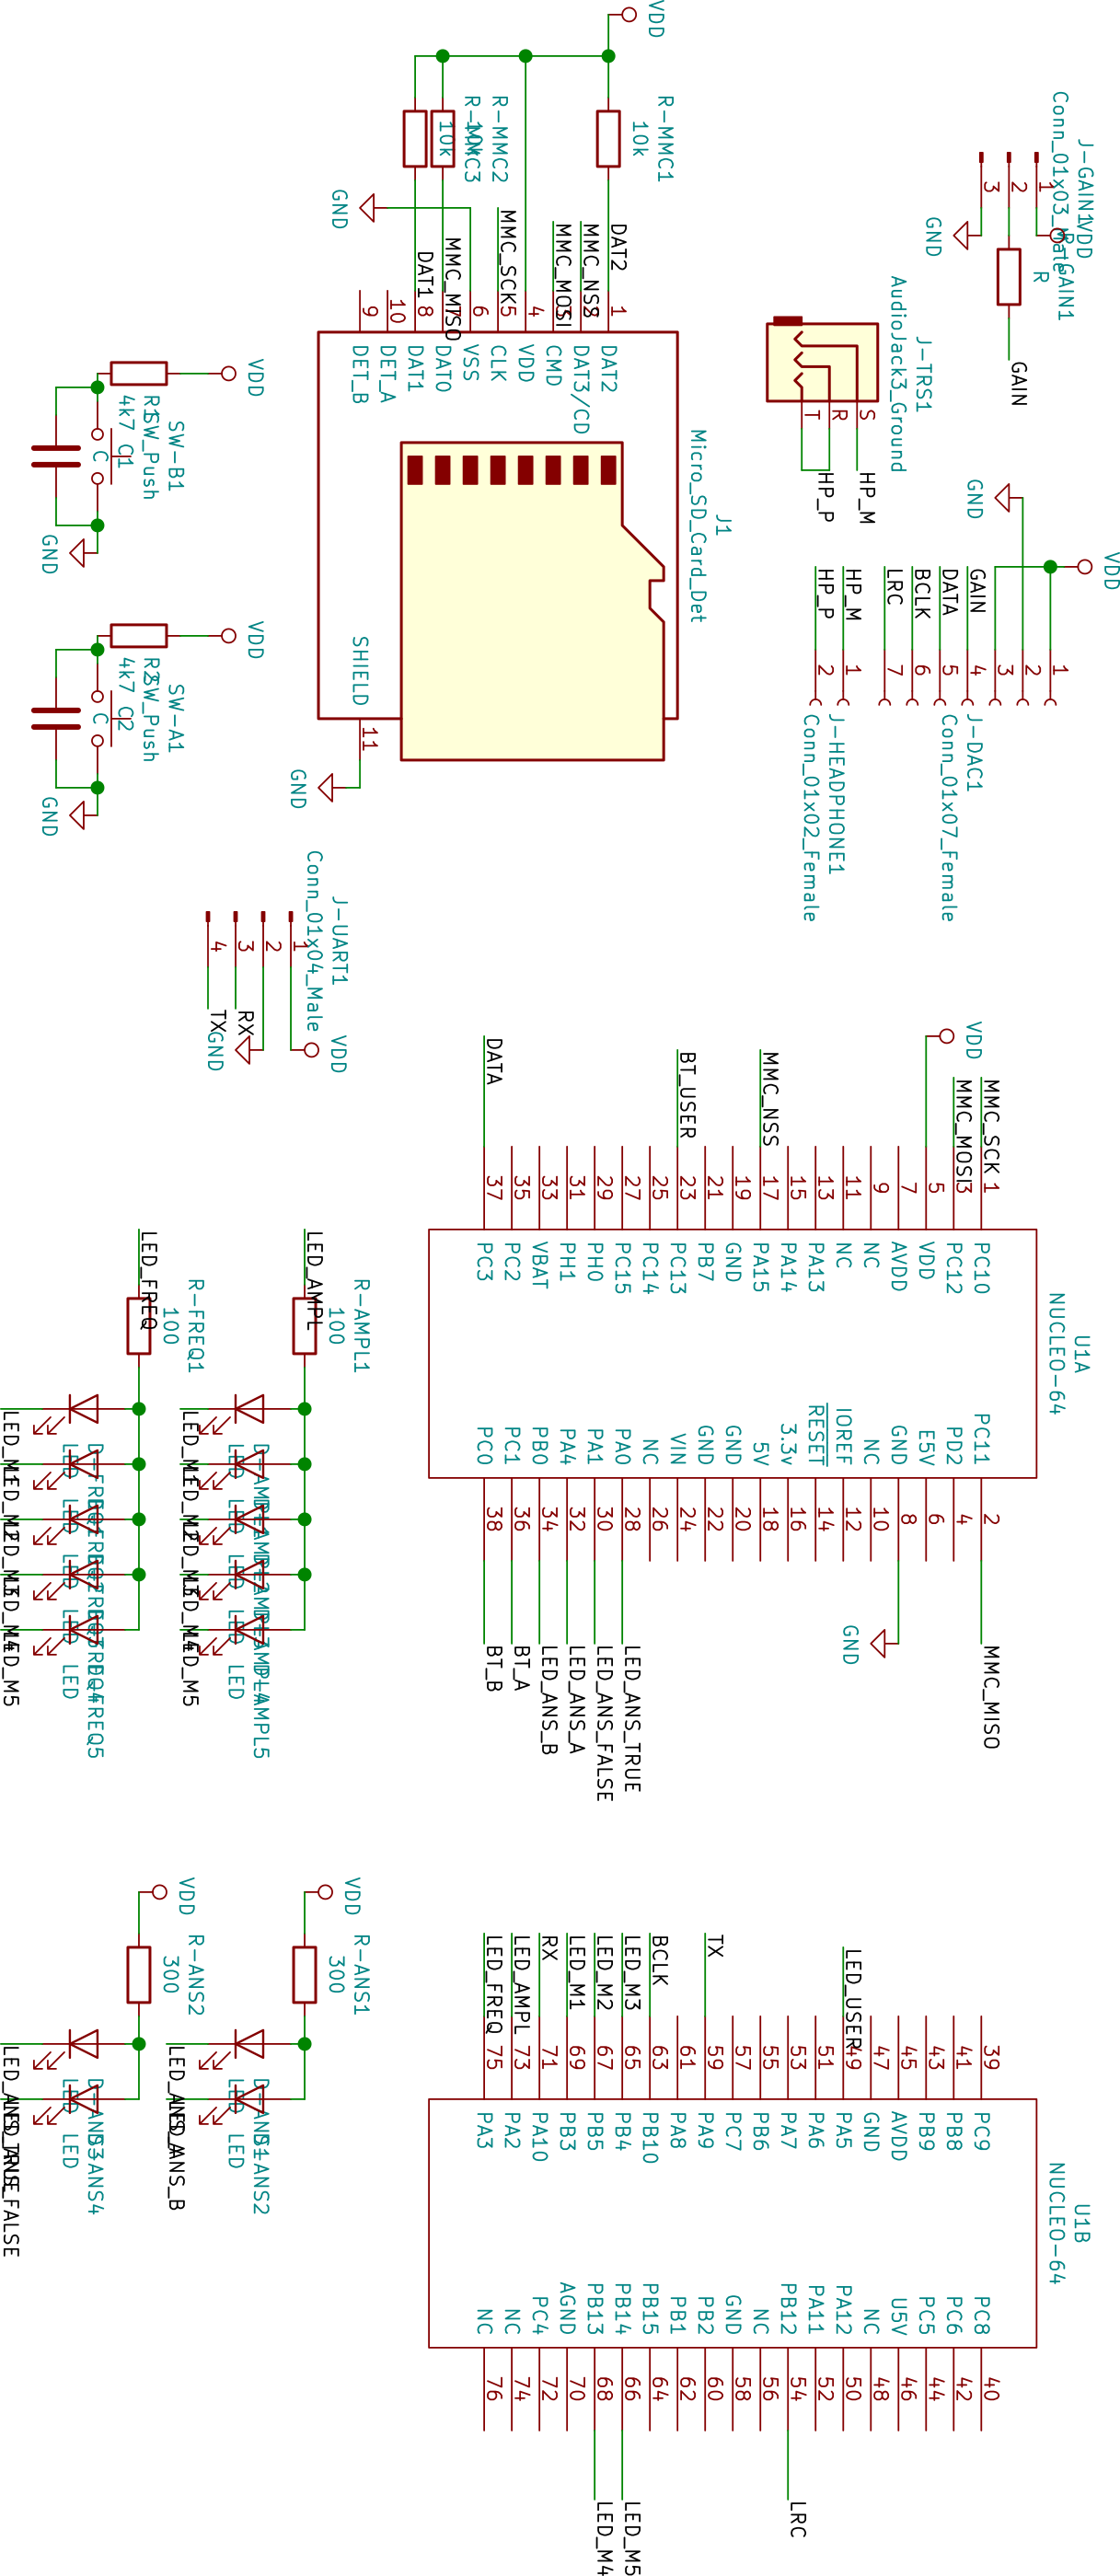 J-GAIN1
Conn_01x03_Male
1
2
3
VDD
R-GAIN1
R
GND
GAIN
J-TRS1
AudioJack3_Ground
S
R
T
HP_M
HP_P
VDD
GND
GAIN
DATA
BCLK
LRC
1
2
3
4
5
6
7
J-DAC1
Conn_01x07_Female
HP_M
HP_P
1
2
J-HEADPHONE1
Conn_01x02_Female
VDD
R-MMC1
10k
R-MMC2
10k
R-MMC3
10k
GND
DAT2
MMC_NSS
MMC_MOSI
MMC_SCK
MMC_MISO
DAT1
1
4
5
6
8
10
9
DAT2
DAT3/CD
CMD
VDD
CLK
VSS
DAT0
DAT1
DET_A
DET_B
J1
Micro_SD_Card_Det
SHIELD
11
GND
VDD
R1
4k7
SW-B1
SW_Push
C1
C
GND
VDD
R2
4k7
SW-A1
SW_Push
C2
C
GND
J-UART1
Conn_01x04_Male
1
2
3
4
VDD
GND
RX
TX
U1A
NUCLEO-64
MMC_SCK
MMC_MOSI
VDD
MMC_NSS
BT_USER
DATA
1
3
5
7
9
11
13
15
17
19
21
23
25
27
29
31
33
35
37
PC10
PC12
VDD
AVDD
NC
NC
PA13
PA14
PA15
GND
PB7
PC13
PC14
PC15
PH0
PH1
VBAT
PC2
PC3
PC11
PD2
E5V
GND
NC
IOREF
RESET
3.3v
5V
GND
GND
VIN
NC
PA0
PA1
PA4
PB0
PC1
PC0
2
4
6
8
10
12
14
16
18
20
22
24
26
28
30
32
34
36
38
MMC_MISO
GND
LED_ANS_TRUE
LED_ANS_FALSE
LED_ANS_A
LED_ANS_B
BT_A
BT_B
LED_AMPL
R-AMPL1
100
LED_M1
LED_M2
LED_M3
LED_M4
LED_M5
LED
LED
LED
LED
LED
D-AMPL5
LED_FREQ
R-FREQ1
100
LED_M1
LED_M2
LED_M3
LED_M4
LED_M5
LED
LED
LED
LED
LED
D-FREQ5
VDD
R-ANS1
300
LED_ANS_A
LED_ANS_B
LED
LED
D-ANS1
D-ANS2
VDD
R-ANS2
300
LED_ANS_TRUE
LED_ANS_FALSE
LED
LED
D-ANS3
D-ANS4
U1B
NUCLEO-64
LED_USER
TX
BCLK
LED_M3
LED_M2
LED_M1
RX
LED_AMPL
LED_FREQ
39
41
43
45
47
49
51
53
55
57
59
61
63
65
67
69
71
73
75
PC9
PB8
PB9
AVDD
GND
PA5
PA6
PA7
PB6
PC7
PA9
PA8
PB10
PB4
PB5
PB3
PA10
PA2
PA3
PC8
PC6
PC5
U5V
NC
PA12
PA11
PB12
NC
GND
PB2
PB1
PB15
PB14
PB13
AGND
PC4
NC
NC
40
42
44
46
48
50
52
54
56
58
60
62
64
66
68
70
72
74
76
LRC
LED_M5
LED_M4